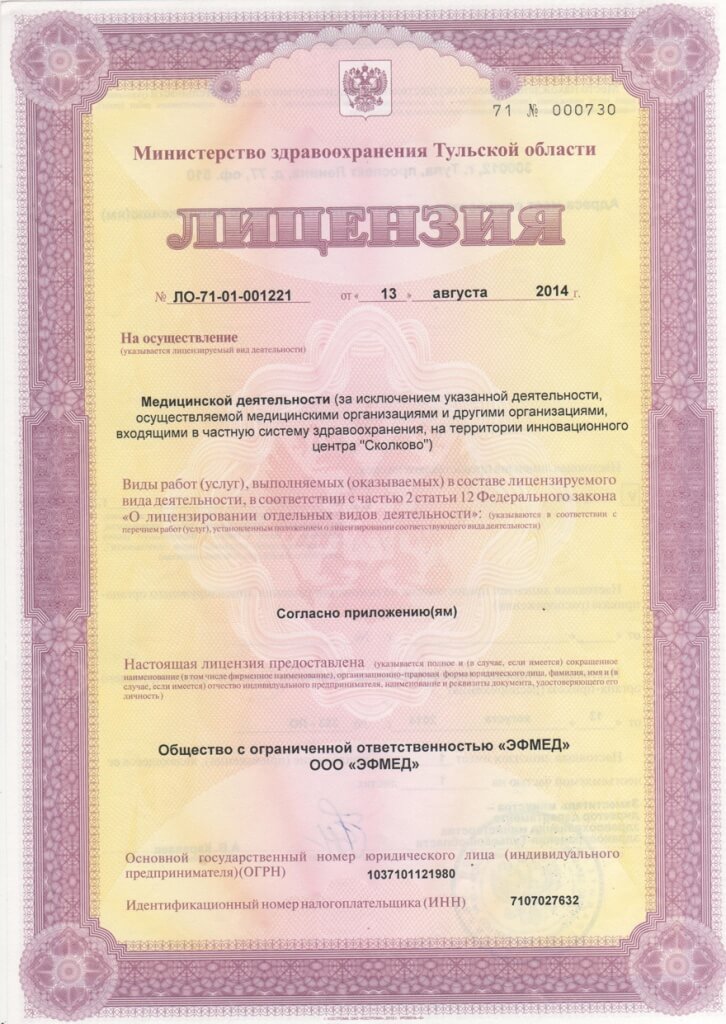 71 № 000730
Министерство здравоохранения Тульской области
ЛИЦЕНЗИЯ
№ ЛО-71-01-001221 от « 13 » августа 2014 г.
На осуществление
(указывается лицензируемый вид деятельности)
Медицинской деятельности (за исключением указанной деятельности,
осуществляемой медицинскими организациями и другими организациями,
входящими в частную систему здравоохранения, на территории инновационного
центра "Сколково")
Виды работ (услуг), выполняемых (оказываемых) в составе лицензируемого
вида деятельности, в соответствии с частью 2 статьи 12 Федерального закона
«О лицензировании отдельных видов деятельности»: (указываются в соответствии с
перечнем работ (услуг), установленным положением о лицензировании соответствующего вида деятельности)
Согласно приложению(ям)
Настоящая лицензия предоставлена (указывается полное и (в случае, если имеется) сокращенное
наименование (в том числе фирменное наименование), организационно-правовая форма юридического лица, фамилия, имя и (в
случае, если имеется) отчество индивидуального предпринимателя, наименование и реквизиты документа, удостоверяющего его
личность)
Общество с ограниченной ответственностью «ЭФМЕД»
ООО «ЭФМЕД»
Основной государственный номер юридического лица (индивидуального
предпринимателя)(ОГРН) 1037101121980
Идентификационный номер налогоплательщика (ИНН) 7107027632